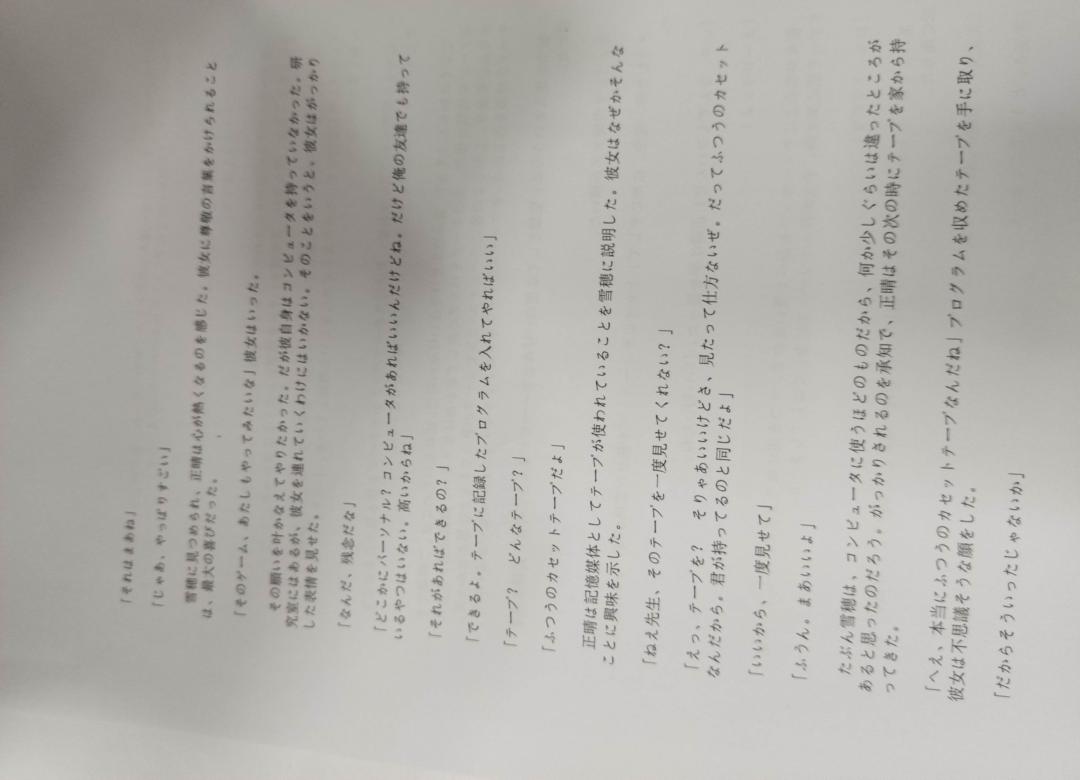 「それはまあね」
「じゃあ、やっぱりすごい」
雪穂に見つめられ、正晴は心が熱くなるのを感じた。彼女に尊敬の言葉をかけられること
は、最大の喜びだった。
「そのゲーム、あたしもやってみたいな」彼女はいった。
その願いを叶かなえてやりたかった。だが彼自身はコンピュータを持っていなかった。研
究室にはあるが、彼女を連れていくわけにはいかない。そのことをいうと、彼女はがっかり
した表情を見せた。
「なんだ、残念だな」
「どこかにパーソナル？コンピュータがあればいいんだけどね。だけど俺の友達でも持って
いるやつはいない。高いからね」
「それがあればできるの？」
「できるよ。テープに記録したプログラムを入れてやればいい」
「テープ？　どんなテープ？」
「ふつうのカセットテープだよ」
正晴は記憶媒体としてテープが使われていることを雪穂に説明した。彼女はなぜかそんな
ことに興味を示した。
「ねえ先生、そのテープを一度見せてくれない？」
「えっ、テープを？　そりゃあいいけどさ、見たって仕方ないぜ。だってふつうのカセット
なんだから。君が持ってるのと同じだよ」
「いいから、一度見せて」
「ふうん。まあいいよ」
たぶん雪穂は、コンピュータに使うほどのものだから、何か少しぐらいは違ったところが
あると思ったのだろう。がっかりされるのを承知で、正晴はその次の時にテープを家から持
ってきた。
「へえ、本当にふつうのカセットテープなんだね」プログラムを収めたテープを手に取り、
彼女は不思議そうな顔をした。
「だからそういったじゃないか」